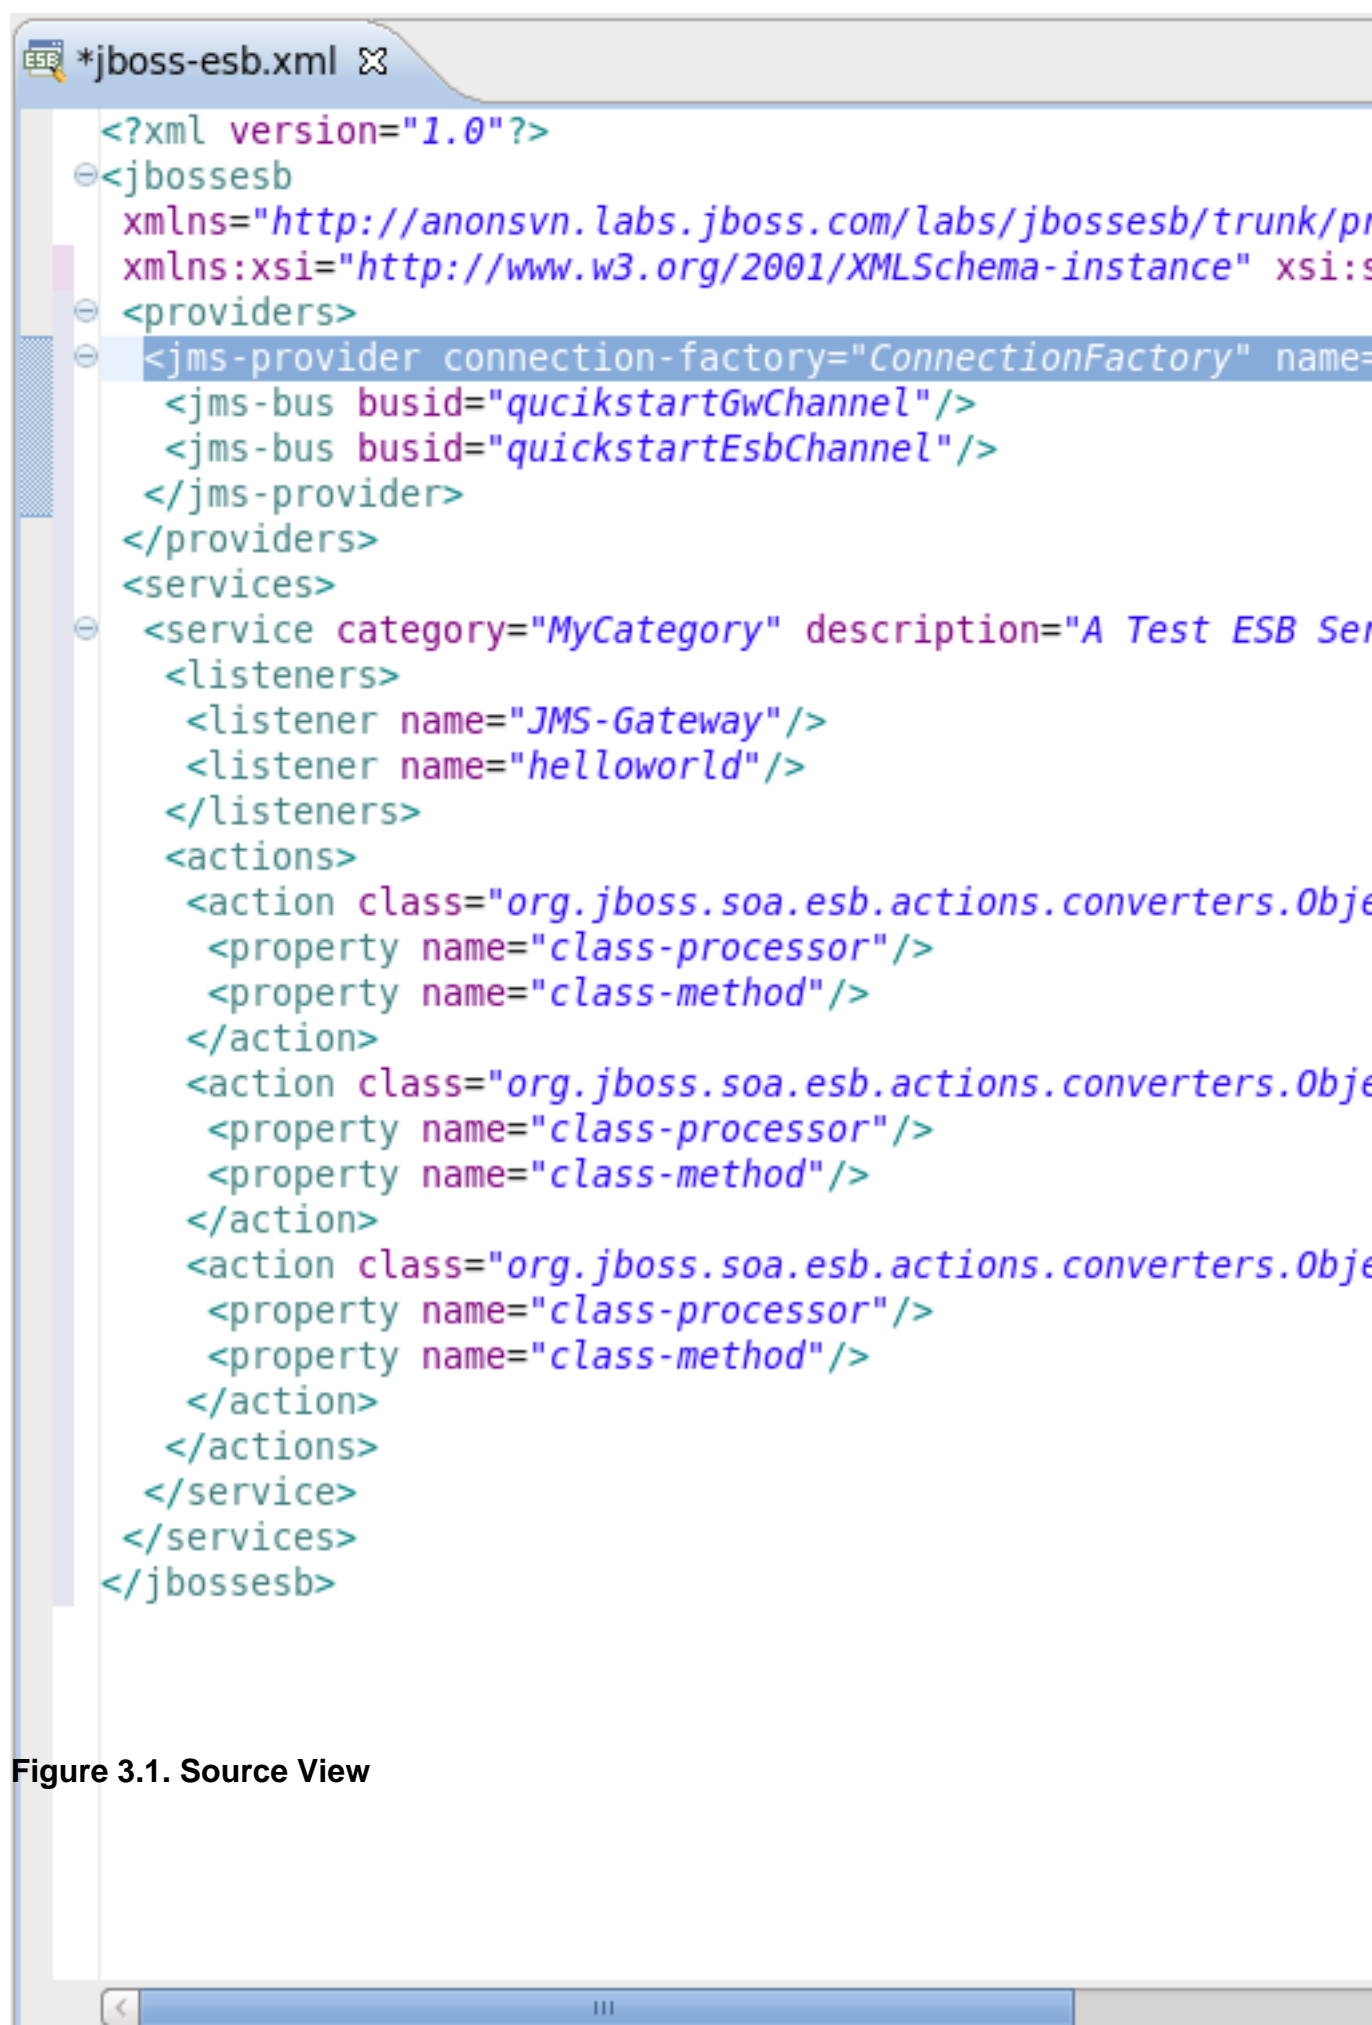 *jboss-esb.xml
<?xml version="1.0"?>
<jbossesb
xmlns="http://anonsvn.labs.jboss.com/labs/jbossesb/trunk/pr
xmlns:xsi="http://www.w3.org/2001/XMLSchema-instance" xsi:s
<providers>
<jms-provider connection-factory="ConnectionFactory" name=
<jms-bus busid="qucikstartGwChannel"/>
<jms-bus busid="quickstartEsbChannel"/>
</jms-provider>
</providers>
<services>
<service category="MyCategory" description="A Test ESB Ser
<listeners>
<listener name="JMS-Gateway"/>
<listener name="helloworld"/>
</listeners>
<actions>
<action class="org.jboss.soa.esb.actions.converters.Obje
<property name="class-processor"/>
<property name="class-method"/>
</action>
<action class="org.jboss.soa.esb.actions.converters.Obje
<property name="class-processor"/>
<property name="class-method"/>
</action>
<action class="org.jboss.soa.esb.actions.converters.Obje
<property name="class-processor"/>
<property name="class-method"/>
</action>
</actions>
</service>
</services>
</jbossesb>
Figure 3.1. Source View